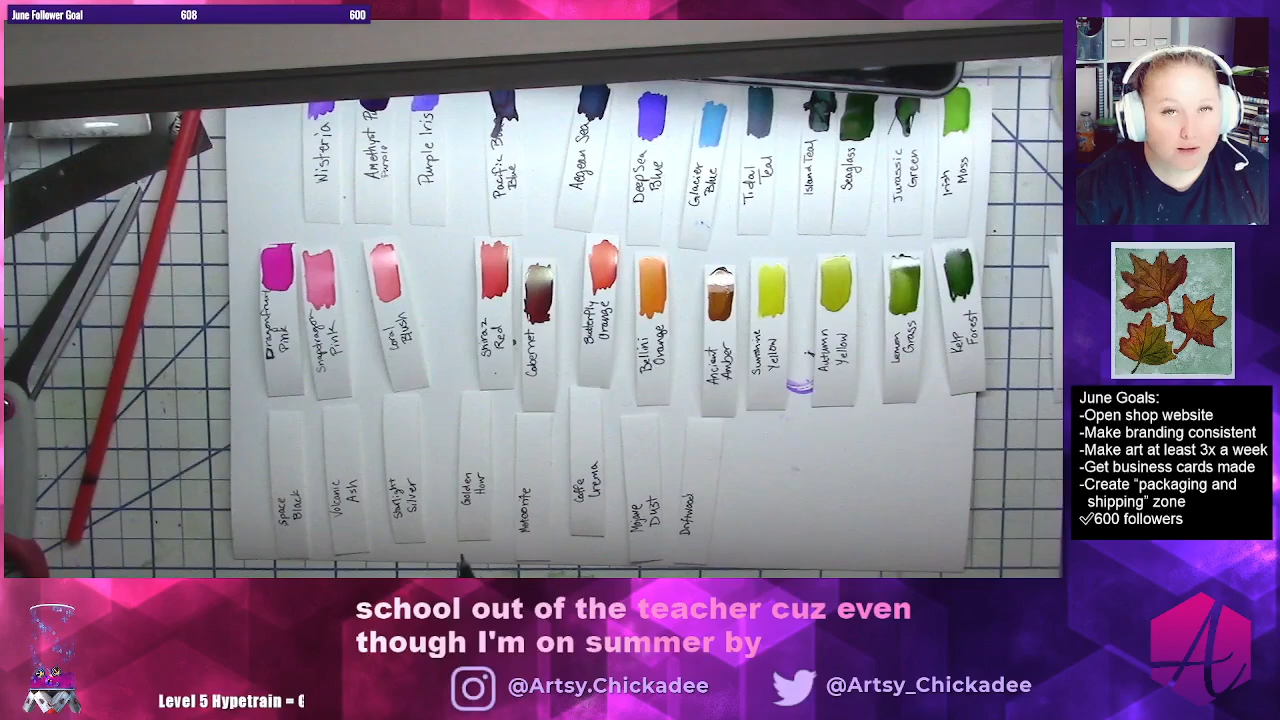 June Follower Goal 608 600
Wisteria
Amethyst
Purple
Purple Iris
Pacific
Blue
Aegean Sea
Deep Sea
Blue
Glacier
Blue
Tidal
Teal
Island Teal
Seaglass
Jurassic
Green
Irish
Moss
Dragonfruit
Pink
Snapdragon
Pink
Coral
Blush
Shiraz
Red
Cabernet
Butterfly
Orange
Bellini
Orange
Ancient
Amber
Sunshine
Yellow
Autumn
Yellow
Lemon
Grass
Kelp
Forest
Space
Black
Volcanic
Ash
Starlight
Silver
Golden
Hour
Meteorite
Caffe
Crema
Mojave
Dust
Driftwood
June Goals:
-Open shop website
-Make branding consistent
-Make art at least 3x a week
-Get business cards made
-Create "packaging and
shipping" zone
✓600 followers
school out of the teacher cuz even
though I'm on summer by
@Artsy.Chickadee
@Artsy_Chickadee
Level 5 Hypetrain =
A